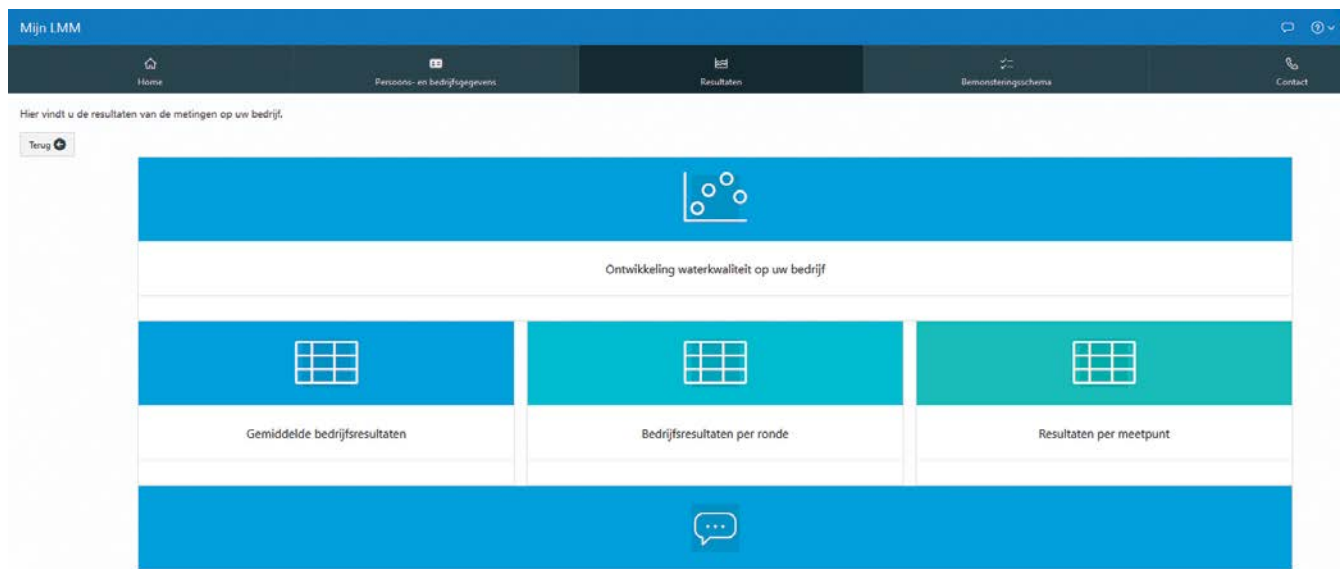 Mijn LMM
Home
Persoons- en bedrijfsgegevens
Resultaten
Bemonsteringsschema
Contact
Hier vindt u de resultaten van de metingen op uw bedrijf.
Terug
Ontwikkeling waterkwaliteit op uw bedrijf
Gemiddelde bedrijfsresultaten
Bedrijfsresultaten per ronde
Resultaten per meetpunt